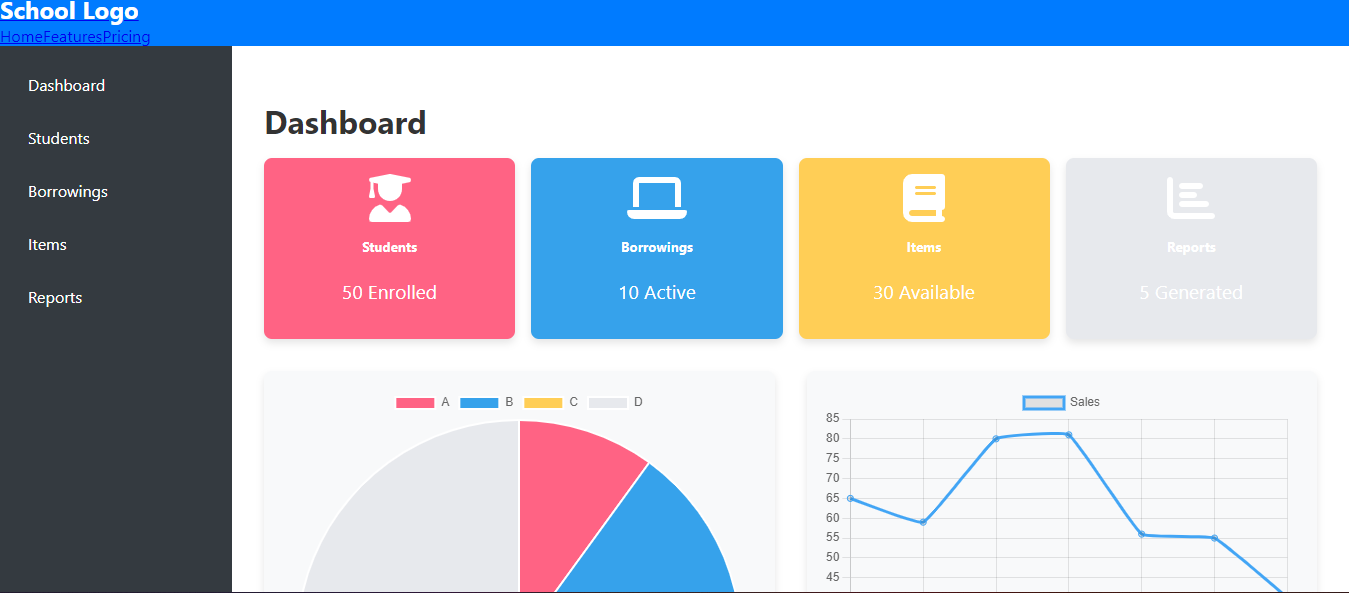 School Logo
HomeFeaturesPricing
Dashboard
Students
Borrowings
Items
Reports
Dashboard
Students
50 Enrolled
Borrowings
10 Active
Items
30 Available
Reports
5 Generated
A B C D
Sales
85
80
75
70
65
60
55
50
45